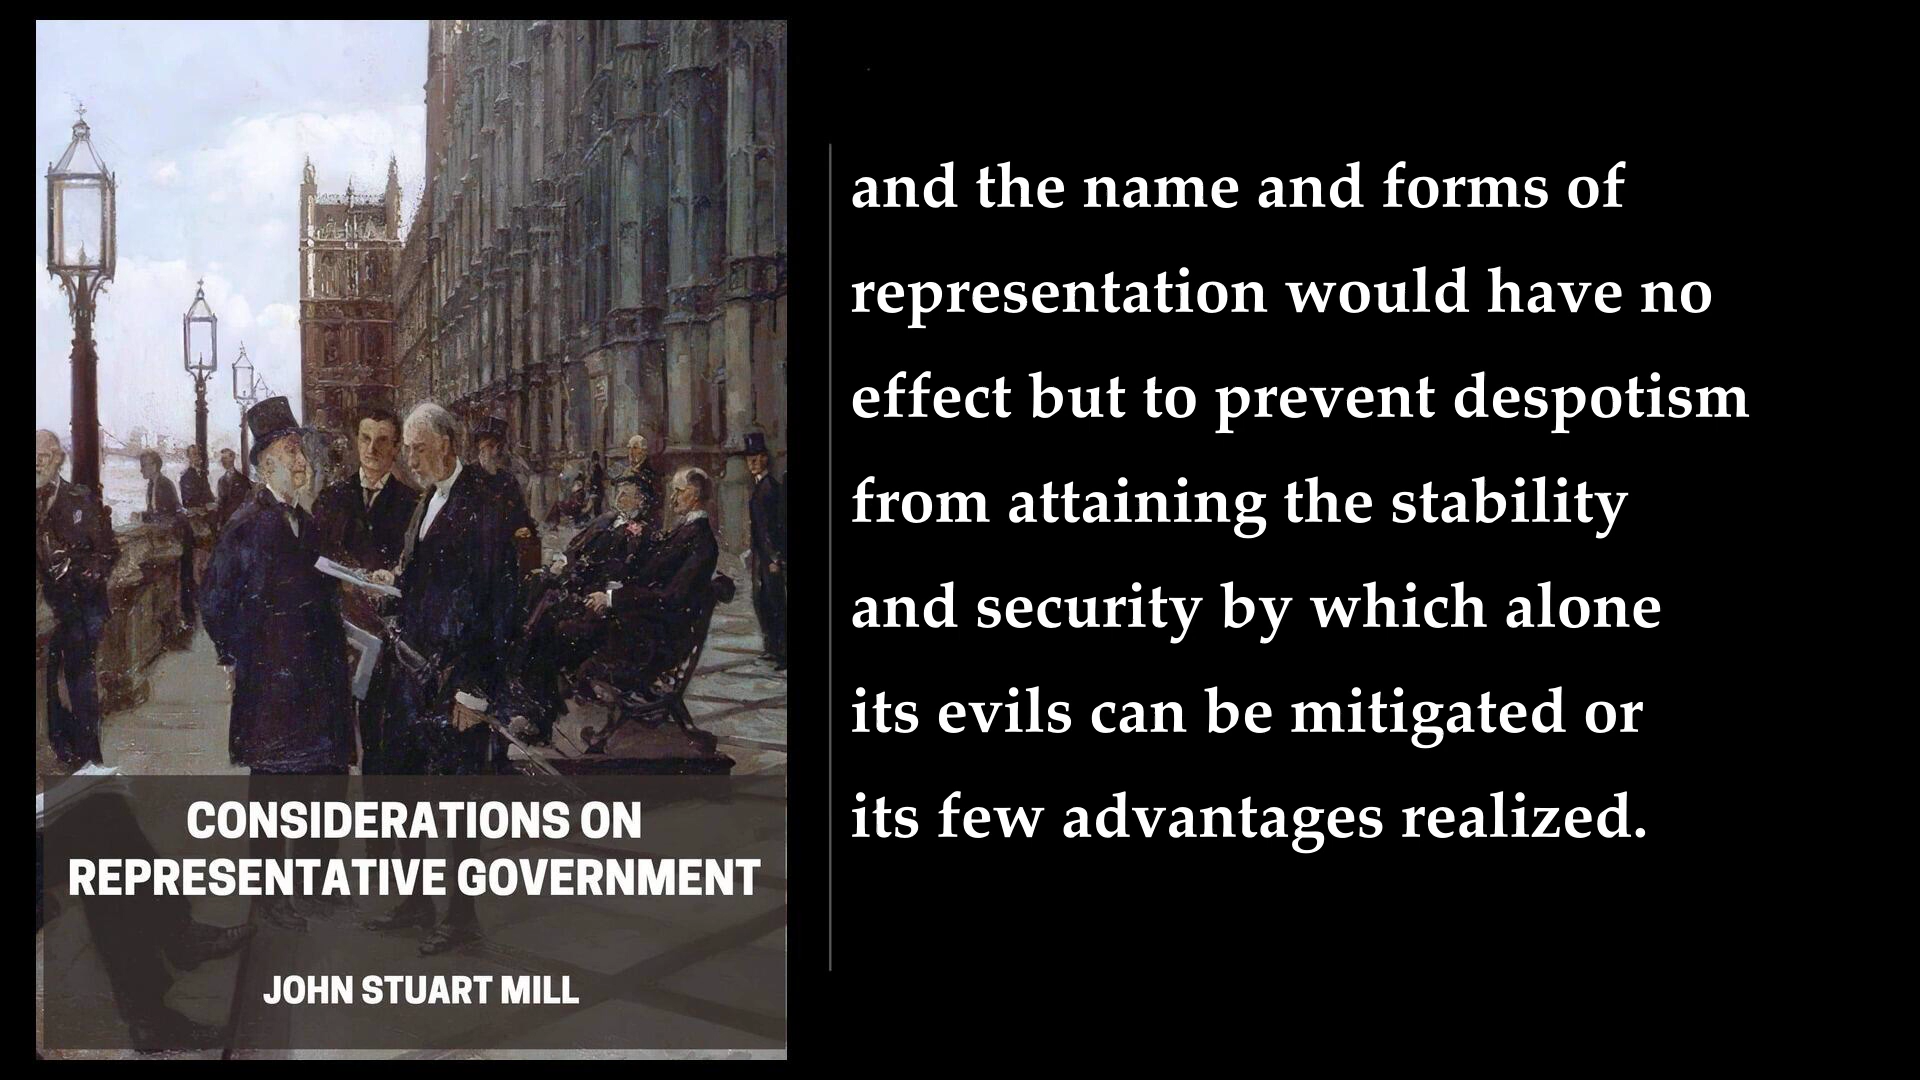 CONSIDERATIONS ON
REPRESENTATIVE GOVERNMENT
JOHN STUART MILL
and the name and forms of
representation would have no
effect but to prevent despotism
from attaining the stability
and security by which alone
its evils can be mitigated or
its few advantages realized.